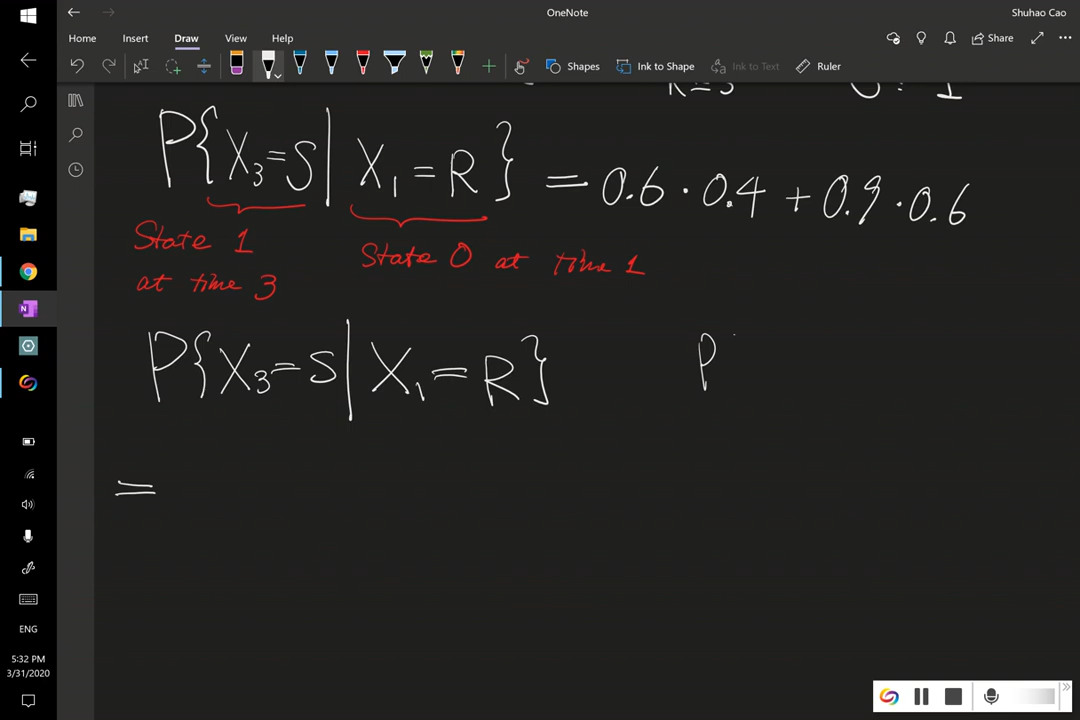 OneNote
Shuhao Cao
Home Insert Draw View Help
Share
Shapes Ink to Shape Ink to Text Ruler
P{X₃=S| X₁=R} = 0.6·0.4 + 0.9·0.6
State 1
at time 3
State 0 at time 1
P{X₃=S|X₁=R}
P
=
ENG
5:32 PM
3/31/2020